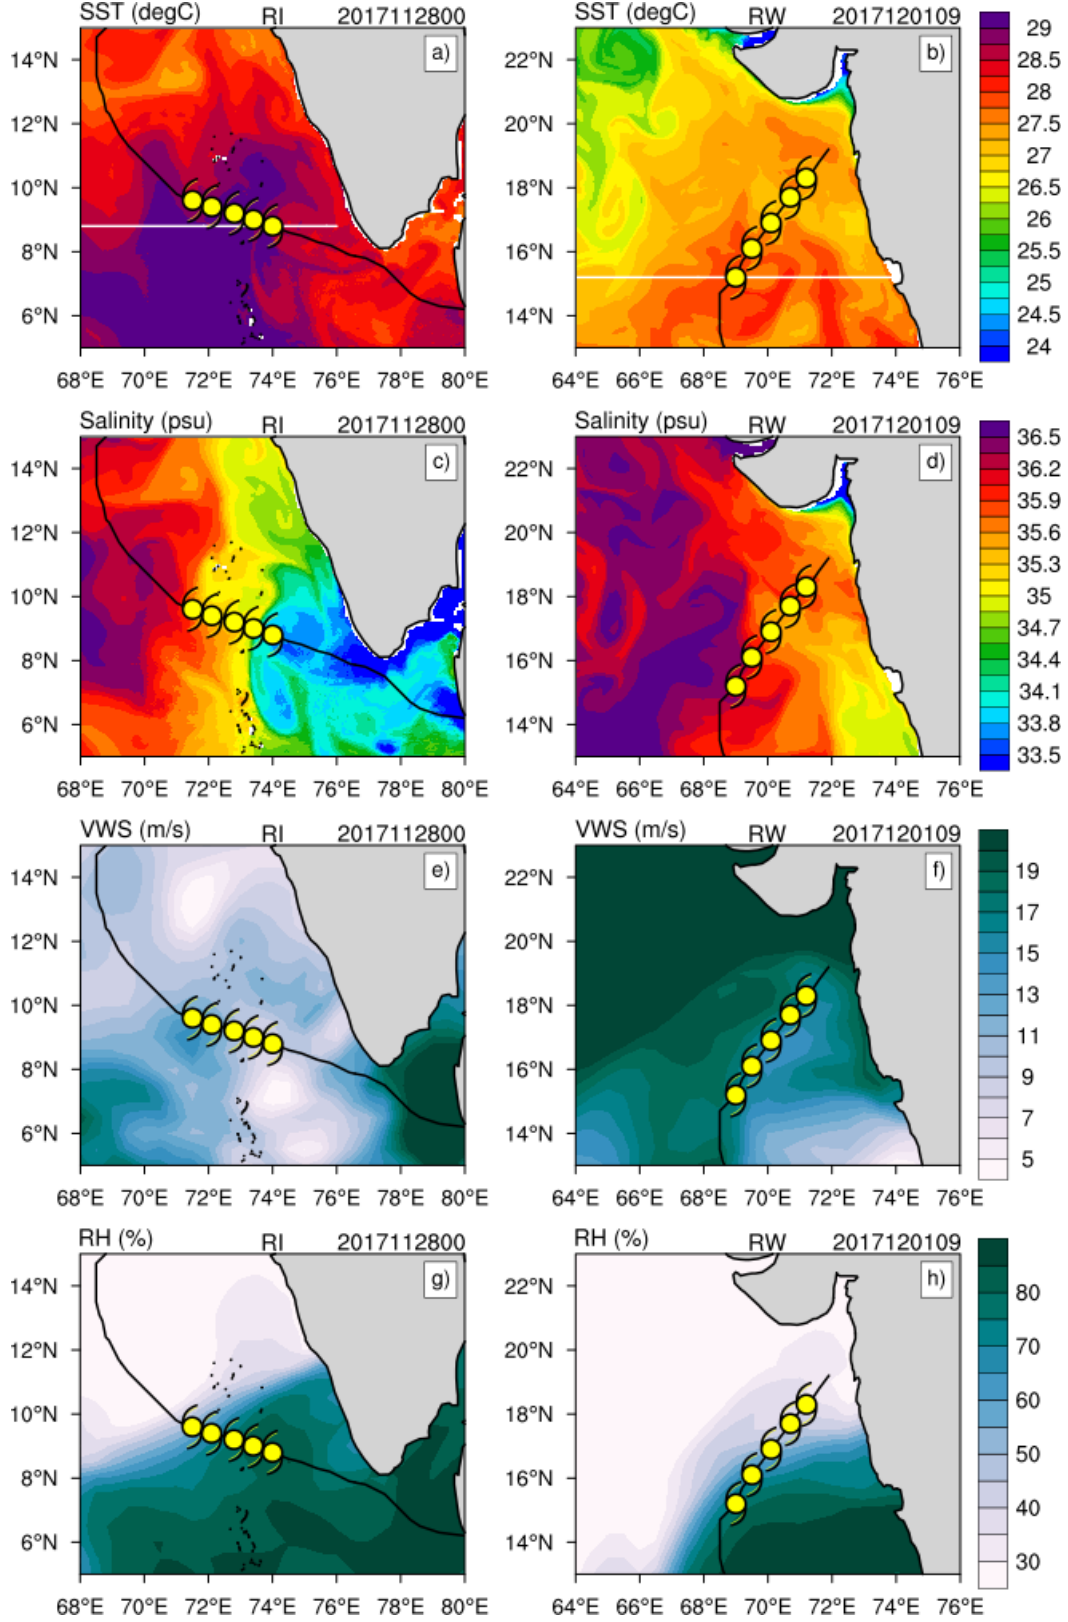 SST (degC) RI 2017112800
a)
14°N
12°N
10°N
8°N
6°N
68°E 70°E 72°E 74°E 76°E 78°E 80°E
SST (degC) RW 2017120109
b)
22°N
20°N
18°N
16°N
14°N
64°E 66°E 68°E 70°E 72°E 74°E 76°E
29
28.5
28
27.5
27
26.5
26
25.5
25
24.5
24
Salinity (psu) RI 2017112800
c)
14°N
12°N
10°N
8°N
6°N
68°E 70°E 72°E 74°E 76°E 78°E 80°E
Salinity (psu) RW 2017120109
d)
22°N
20°N
18°N
16°N
14°N
64°E 66°E 68°E 70°E 72°E 74°E 76°E
36.5
36.2
35.9
35.6
35.3
35
34.7
34.4
34.1
33.8
33.5
VWS (m/s) RI 2017112800
e)
14°N
12°N
10°N
8°N
6°N
68°E 70°E 72°E 74°E 76°E 78°E 80°E
VWS (m/s) RW 2017120109
f)
22°N
20°N
18°N
16°N
14°N
64°E 66°E 68°E 70°E 72°E 74°E 76°E
19
17
15
13
11
9
7
5
RH (%) RI 2017112800
g)
14°N
12°N
10°N
8°N
6°N
68°E 70°E 72°E 74°E 76°E 78°E 80°E
RH (%) RW 2017120109
h)
22°N
20°N
18°N
16°N
14°N
64°E 66°E 68°E 70°E 72°E 74°E 76°E
80
70
60
50
40
30